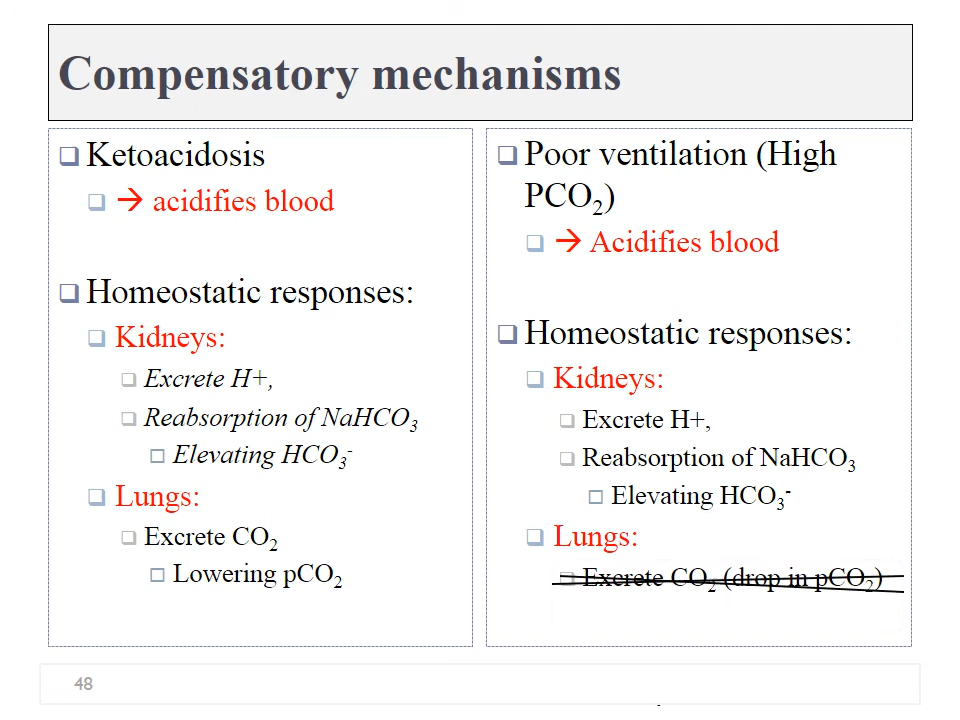 Compensatory mechanisms
Ketoacidosis
→ acidifies blood
Homeostatic responses:
Kidneys:
Excrete H+,
Reabsorption of NaHCO3
Elevating HCO3-
Lungs:
Excrete CO2
Lowering pCO2
Poor ventilation (High
PCO2)
→ Acidifies blood
Homeostatic responses:
Kidneys:
Excrete H+,
Reabsorption of NaHCO3
Elevating HCO3-
Lungs:
Excrete CO2 (drop in pCO2)
48